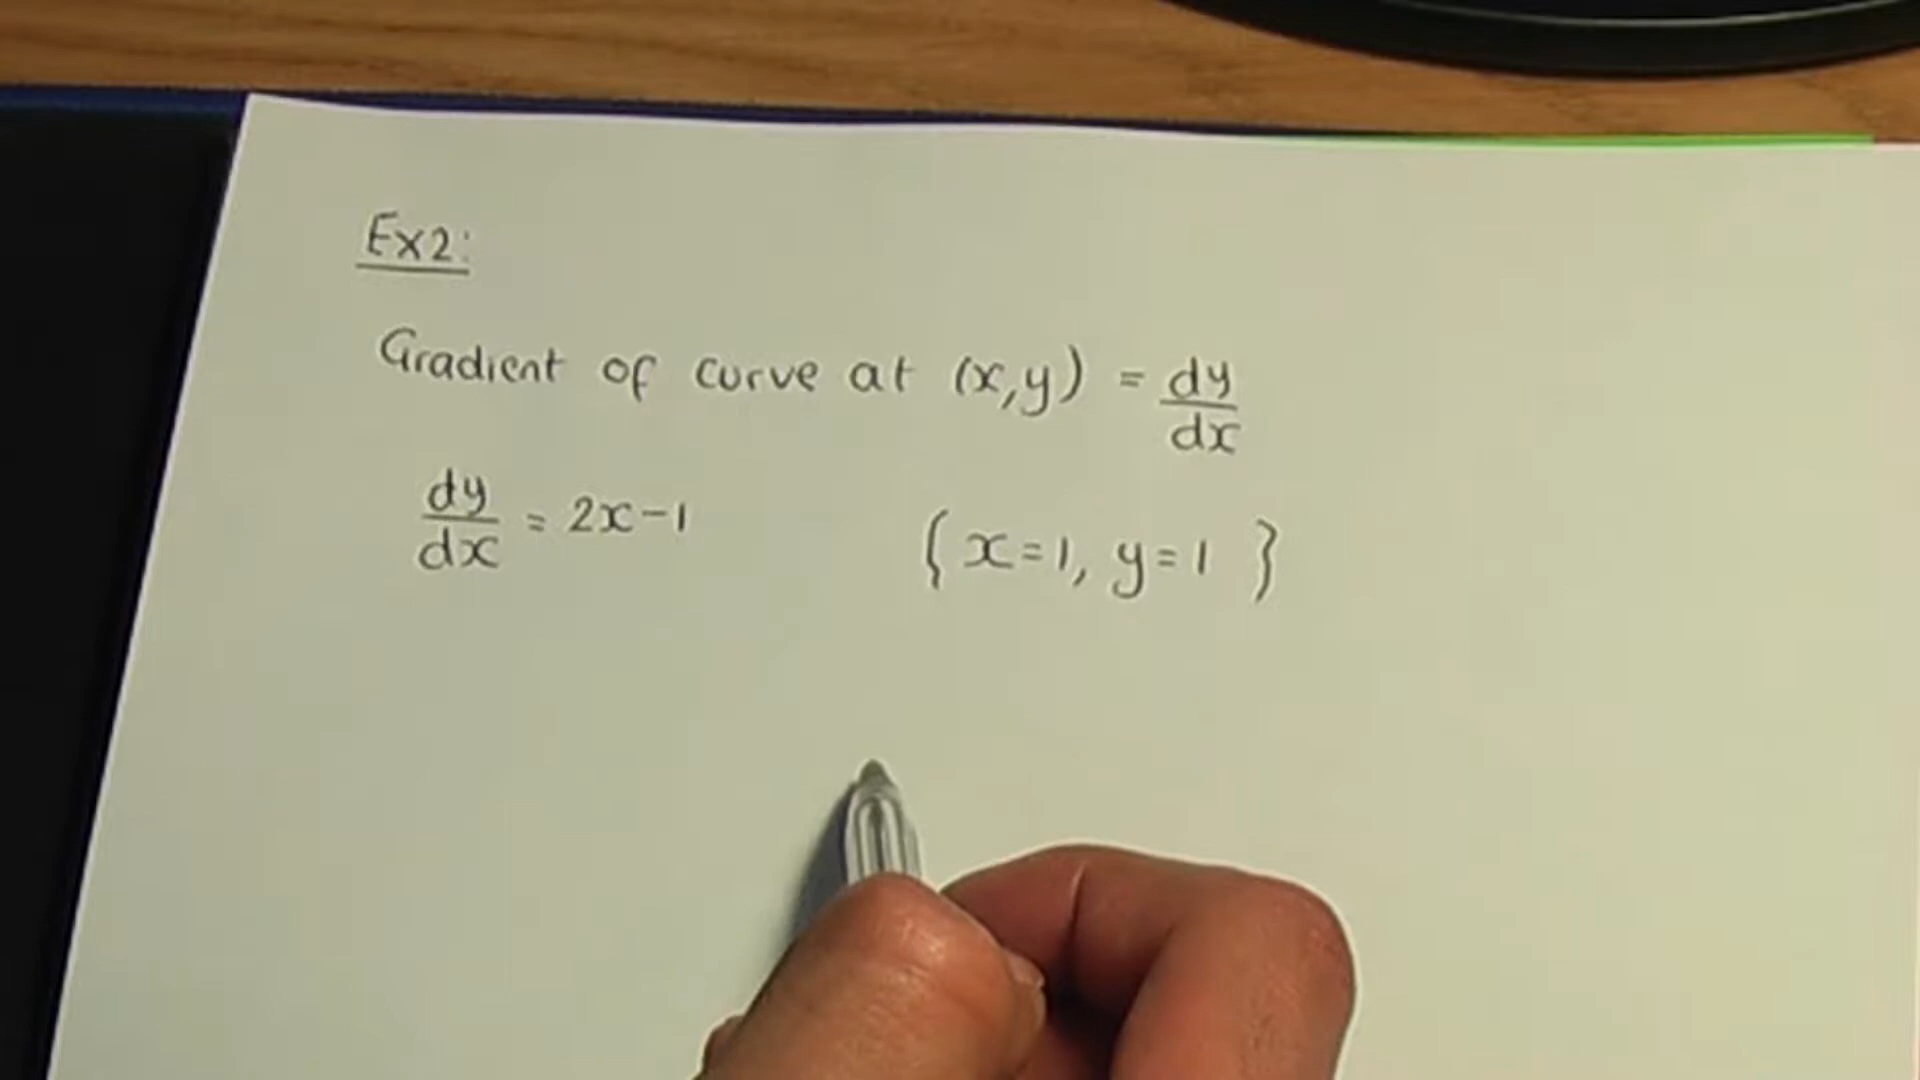 Ex2:
Gradient of curve at (x,y) = dy/dx
dy/dx = 2x-1 {x=1, y=1 }